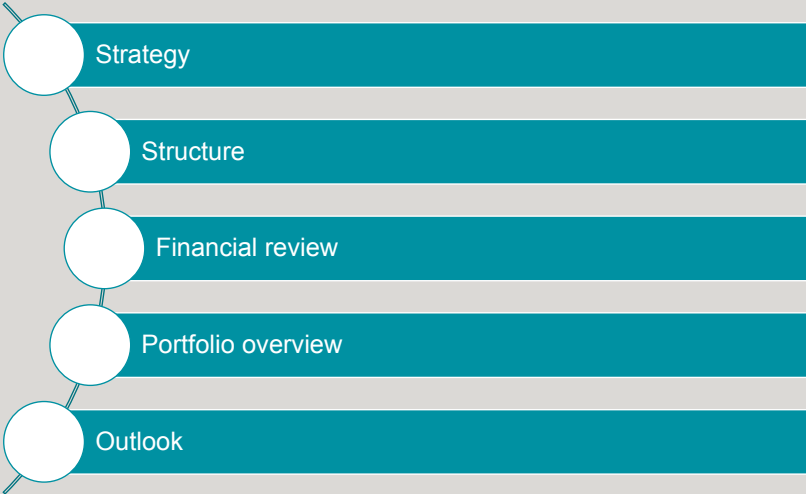 Strategy
Structure
Financial review
Portfolio overview
Outlook